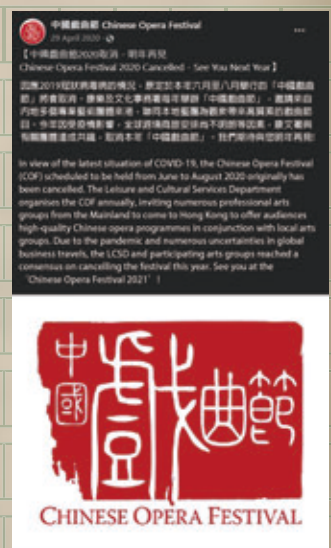 中國戲曲節 Chinese Opera Festival
29 April 2020
【中國戲曲節2020取消，明年再見
Chinese Opera Festival 2020 Cancelled - See You Next Year】
In view of the latest situation of COVID-19, the Chinese Opera Festival
(COF) scheduled to be held from June to August 2020 originally has
been cancelled. The Leisure and Cultural Services Department
organises the COF annually, inviting numerous professional arts
groups from the Mainland to come to Hong Kong to offer audiences
high-quality Chinese opera programmes in conjunction with local arts
groups. Due to the pandemic and numerous uncertainties in global
business travels, the LCSD and participating arts groups reached a
consensus on cancelling the festival this year. See you at the
「Chinese Opera Festival 2021」!
中國戲曲節
CHINESE OPERA FESTIVAL